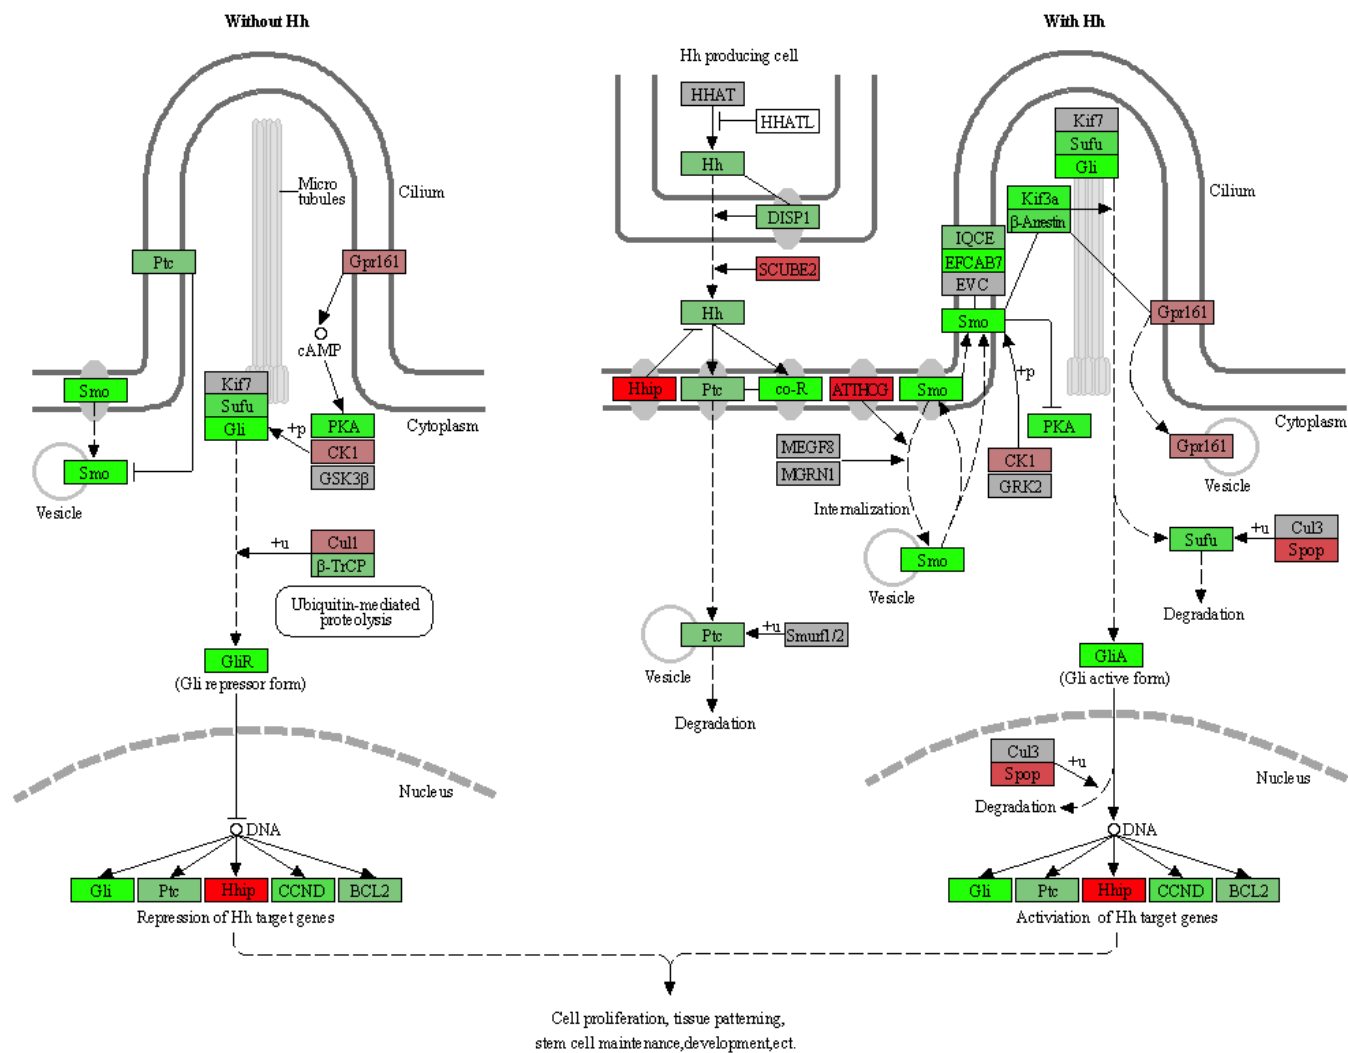 Without Hh
With Hh
Hh producing cell
HHAT
HHATL
Hh
DISP1
SCUBE2
Hh
Micro
tubules
Cilium
Ptc
Gpr161
cAMP
Smo
Kif7
Sufu
Gli
+p
PKA
CK1
GSK3β
Cytoplasm
Smo
Vesicle
+u
Cul1
β-TrCP
Ubiquitin-mediated
proteolysis
GliR
(Gli repressor form)
Nucleus
DNA
Gli
Ptc
Hhip
CCND
BCL2
Repression of Hh target genes
Kif7
Sufu
Gli
Kif3a
β-Arrestin
Cilium
IQCE
EFCAB7
EVC
Smo
Gpr161
Hhip
Ptc
co-R
ATTHOG
Smo
+p
PKA
Cytoplasm
MEGF8
MGRN1
CK1
GRK2
Gpr161
Vesicle
Internalization
Smo
Vesicle
Sufu
+u
Cul3
Spop
Degradation
Ptc
+u
Smurf1/2
Vesicle
Degradation
GliA
(Gli active form)
Cul3
Spop
+u
Degradation
Nucleus
DNA
Gli
Ptc
Hhip
CCND
BCL2
Activiation of Hh target genes
Cell proliferation, tissue patterning,
stem cell maintenance,development,ect.